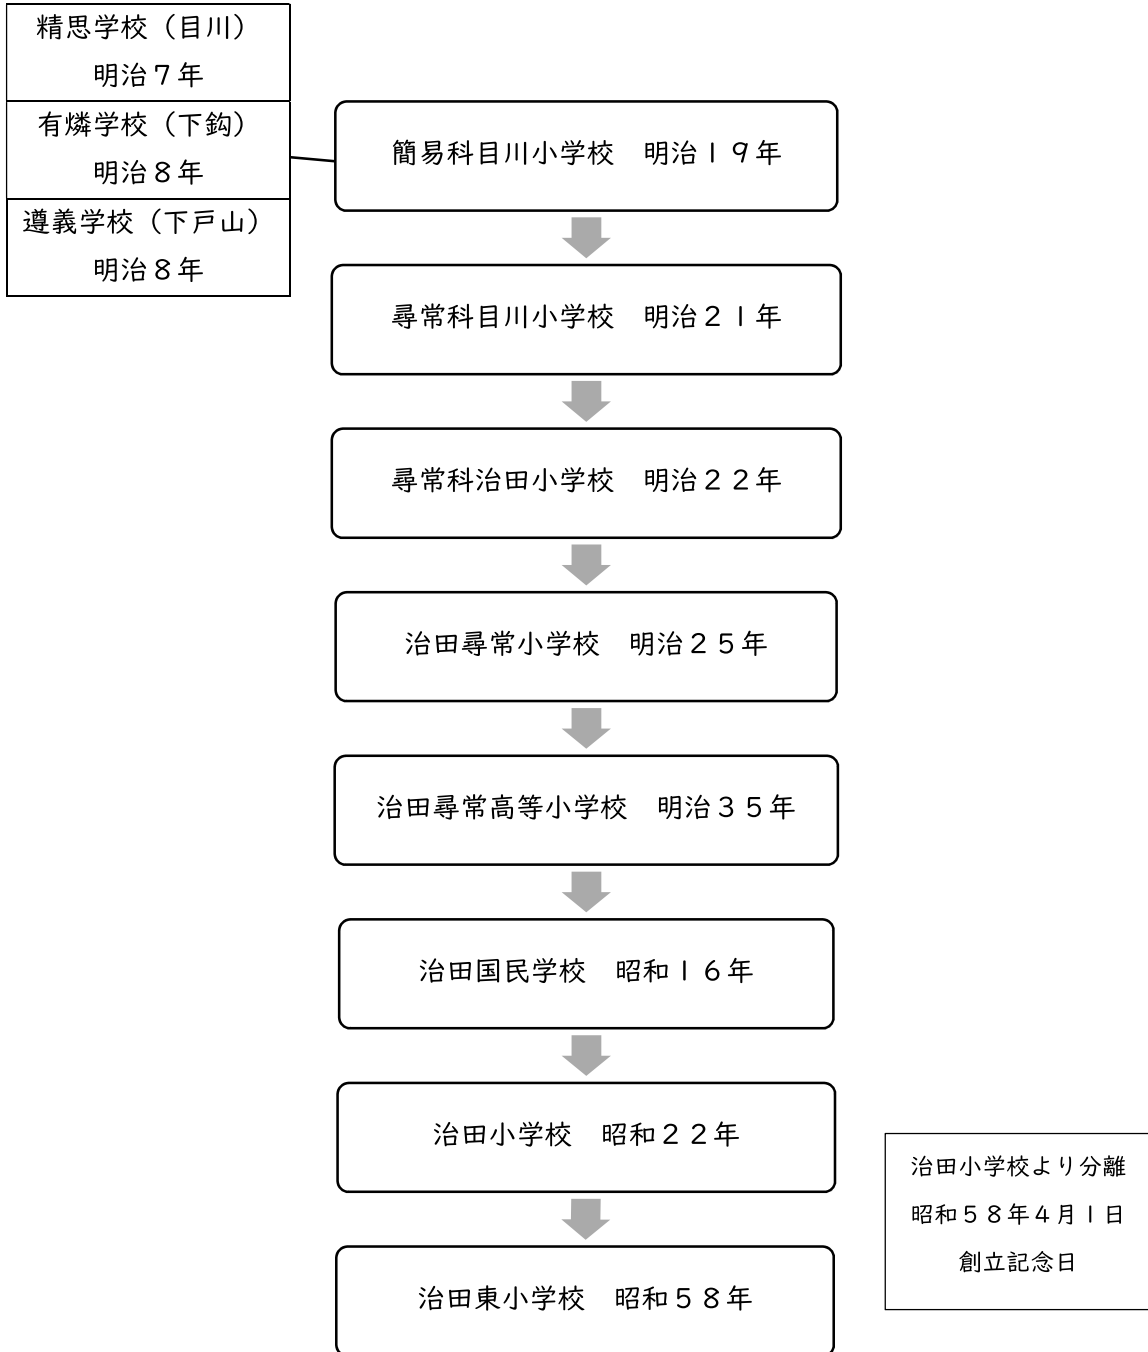 精思学校（目川）
明治７年
有燐学校（下鈎）
明治８年
遵義学校（下戸山）
明治８年
簡易科目川小学校　明治１９年
尋常科目川小学校　明治２１年
尋常科治田小学校　明治２２年
治田尋常小学校　明治２５年
治田尋常高等小学校　明治３５年
治田国民学校　昭和１６年
治田小学校　昭和２２年
治田小学校より分離
昭和５８年４月１日
創立記念日
治田東小学校　昭和５８年